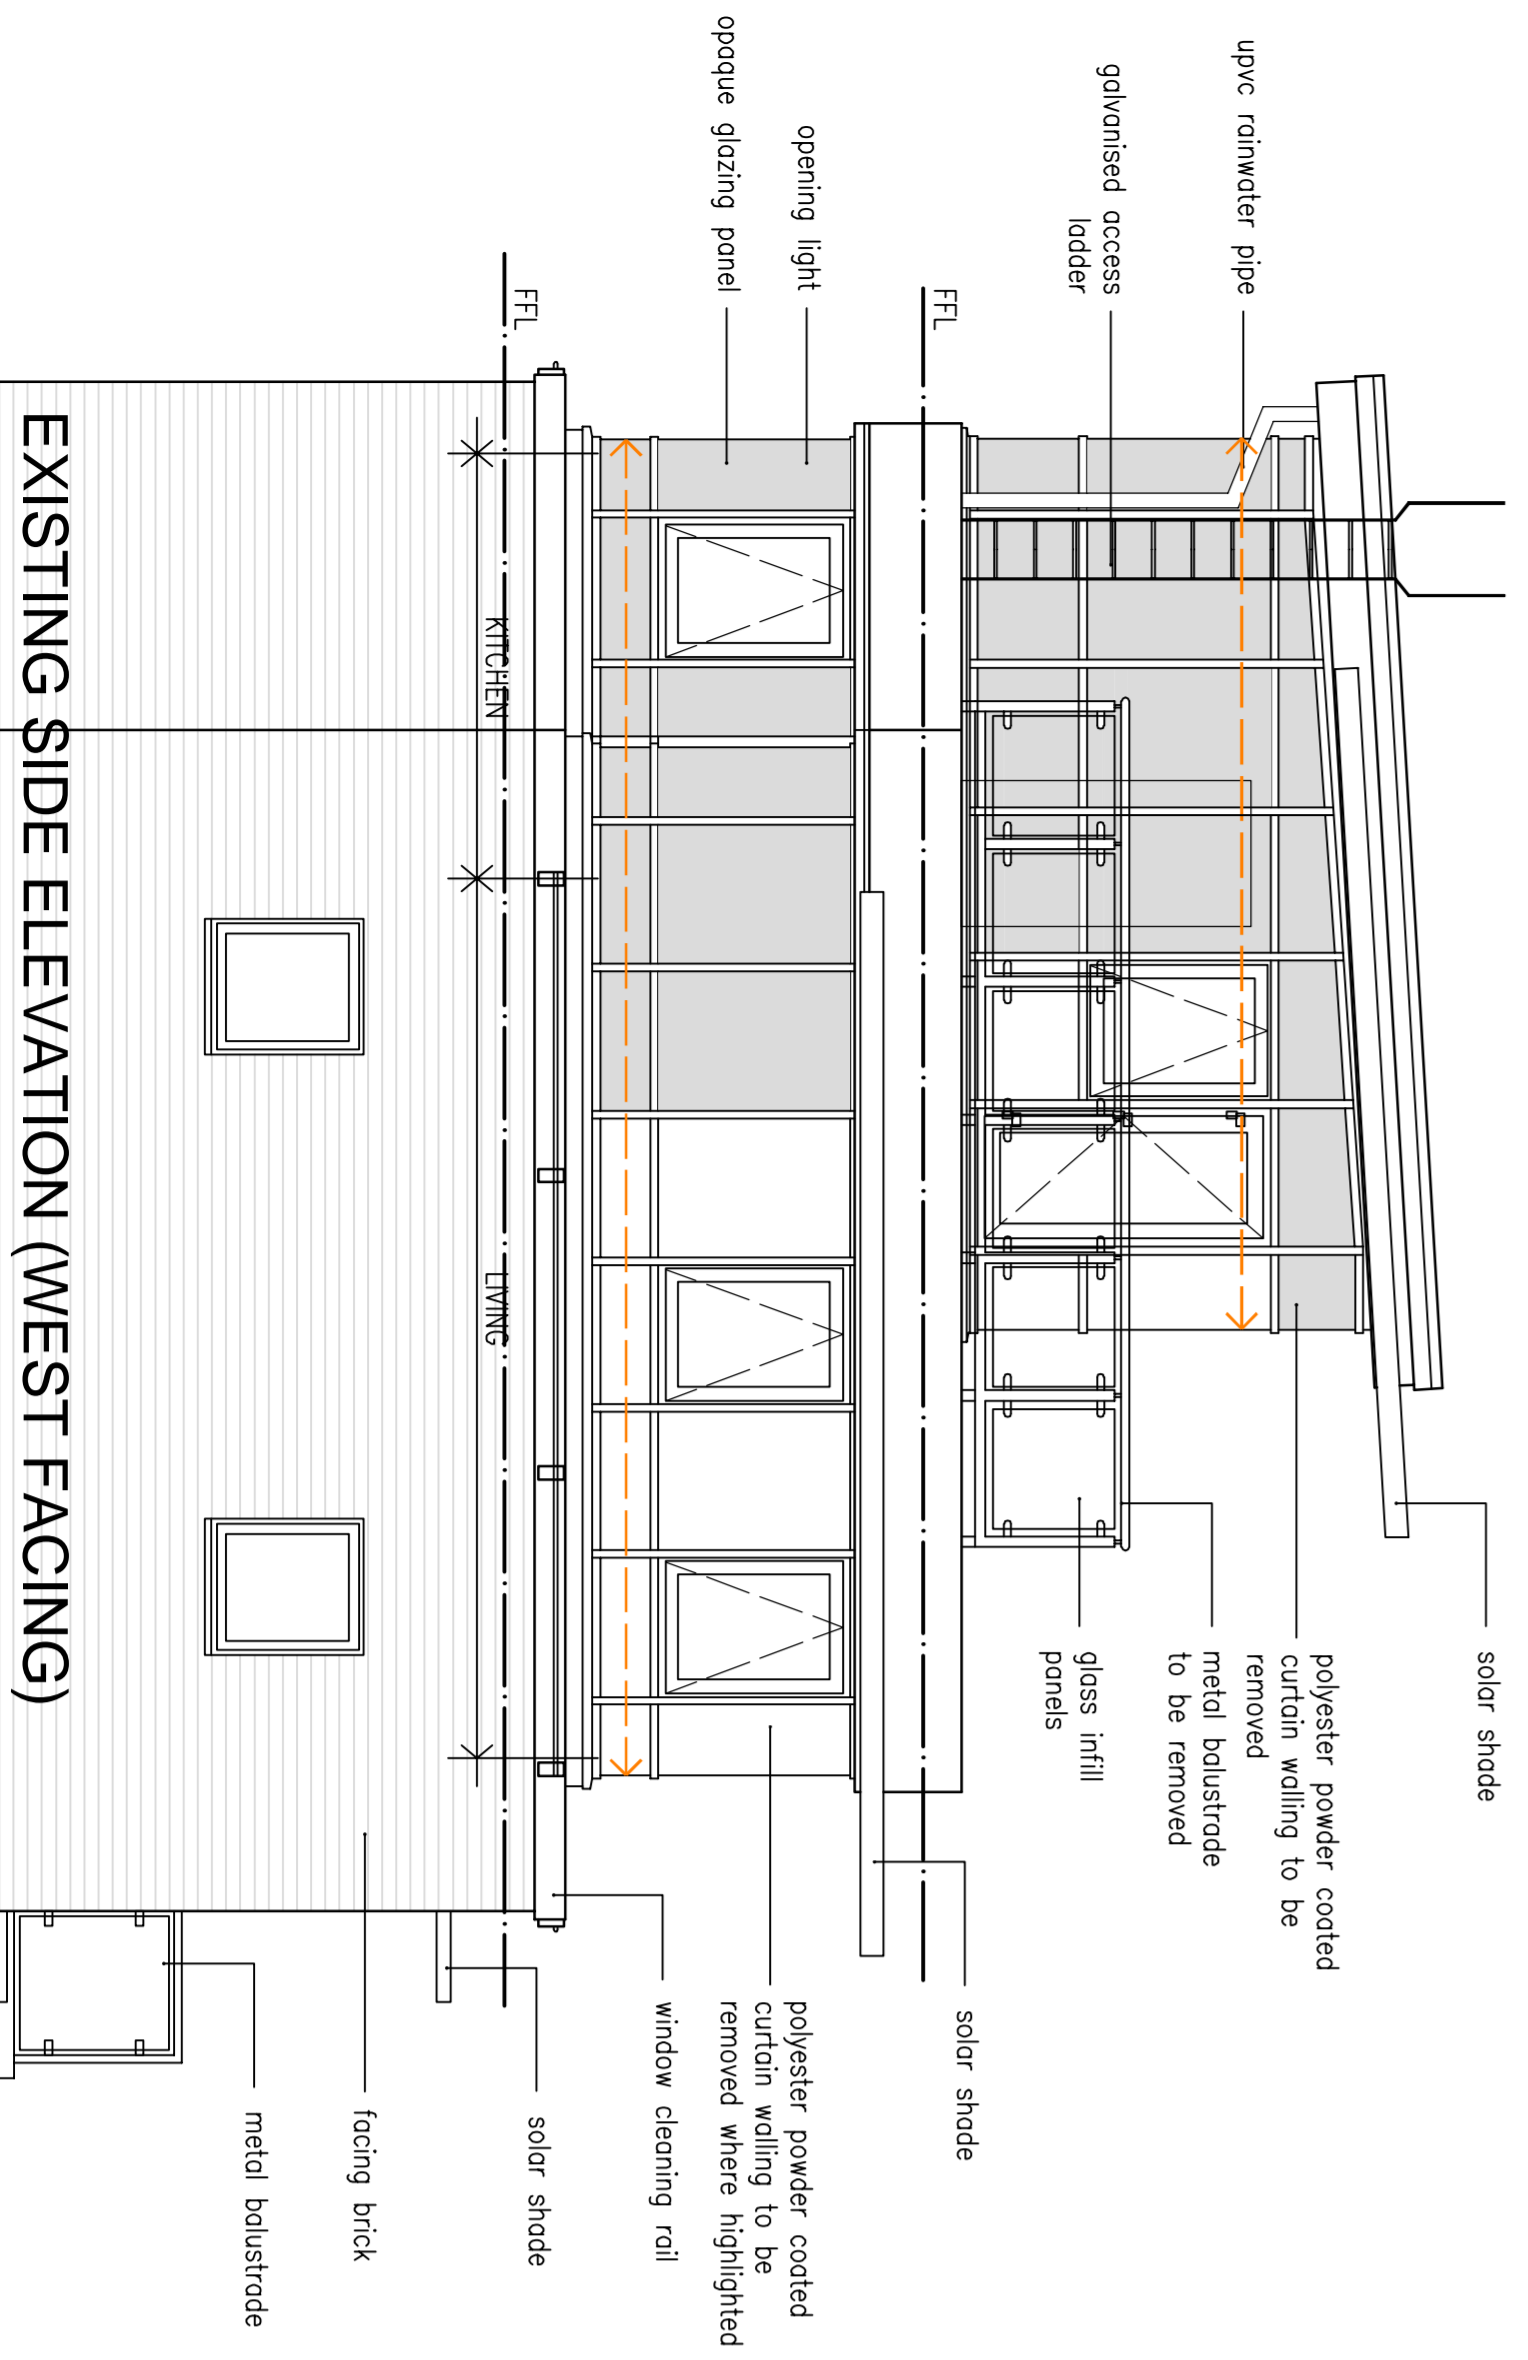 upvc rainwater pipe
galvanised access
ladder
FFL
opening light
opaque glazing panel
FFL
KITCHEN
LIVING
solar shade
polyester powder coated
curtain walling to be
removed
metal balustrade
to be removed
glass infill
panels
solar shade
polyester powder coated
curtain walling to be
removed where highlighted
window cleaning rail
solar shade
facing brick
metal balustrade
EXISTING SIDE ELEVATION (WEST FACING)